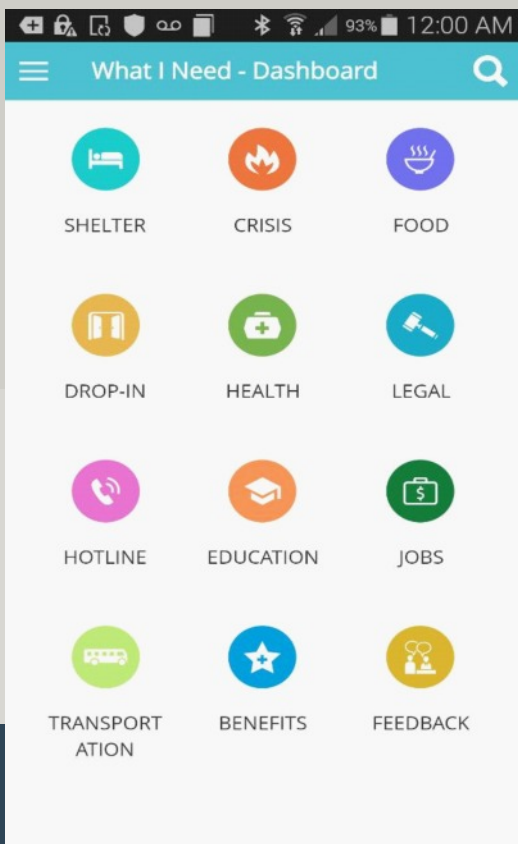 93% 12:00 AM
What I Need - Dashboard
SHELTER CRISIS FOOD
DROP-IN HEALTH LEGAL
$
HOTLINE EDUCATION JOBS
TRANSPORT BENEFITS FEEDBACK
ATION